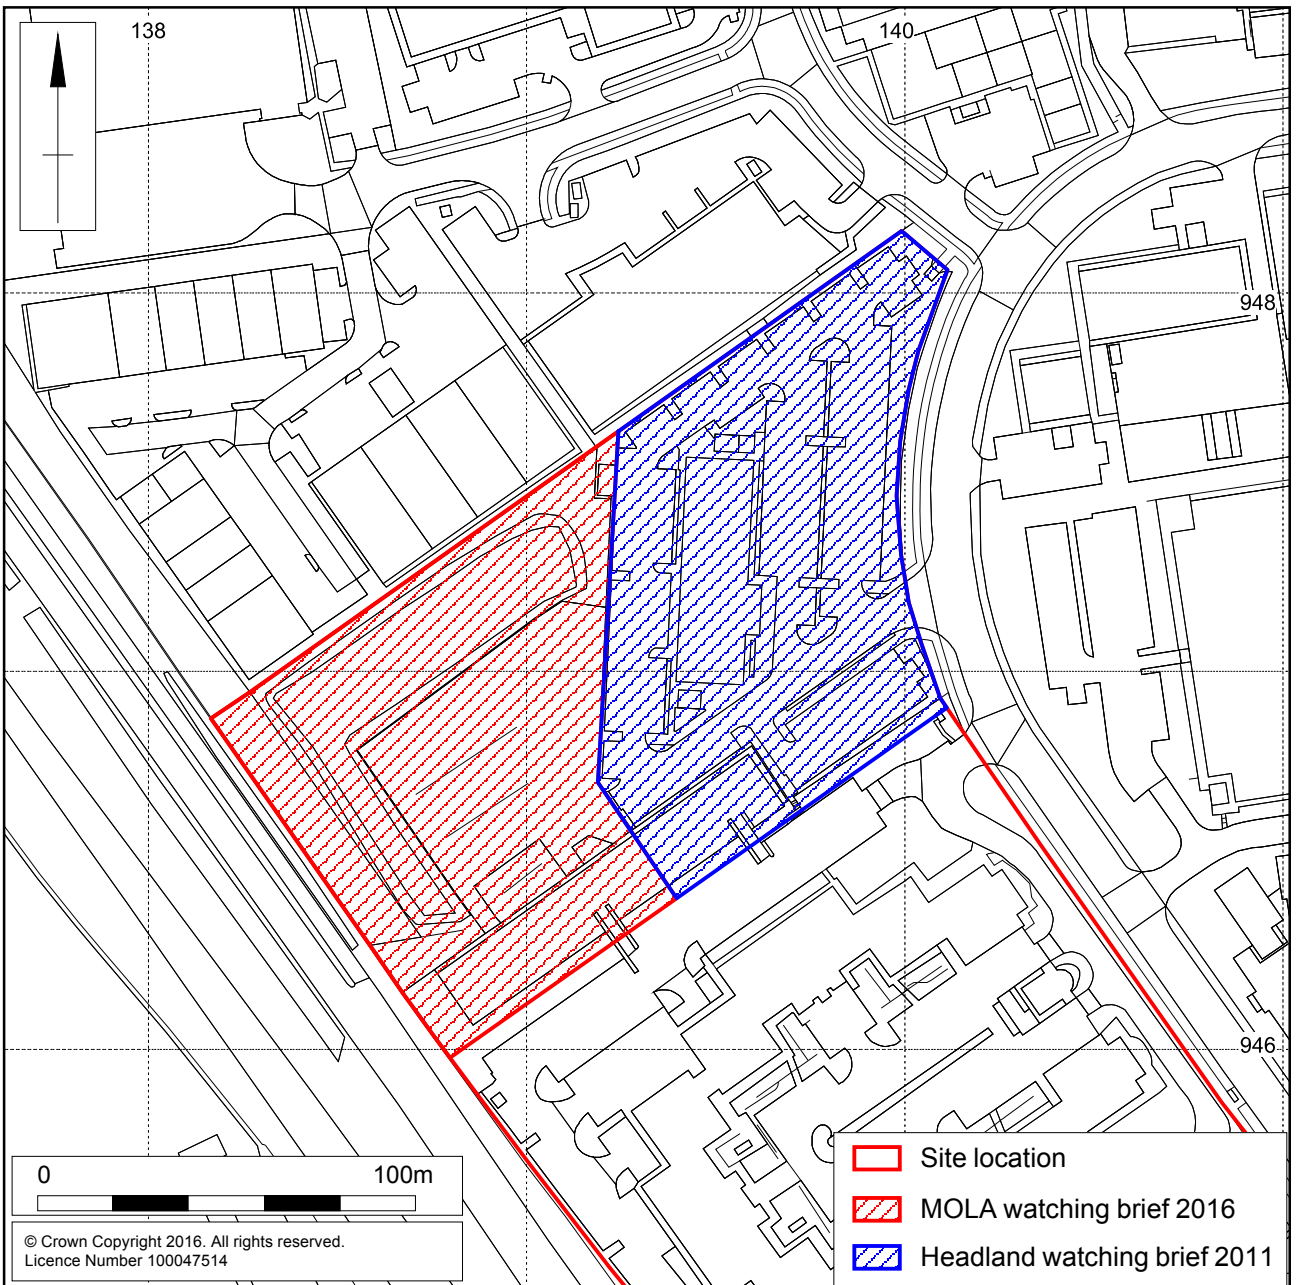 138
140
948
946
0 100m
© Crown Copyright 2016. All rights reserved.
Licence Number 100047514
Site location
MOLA watching brief 2016
Headland watching brief 2011